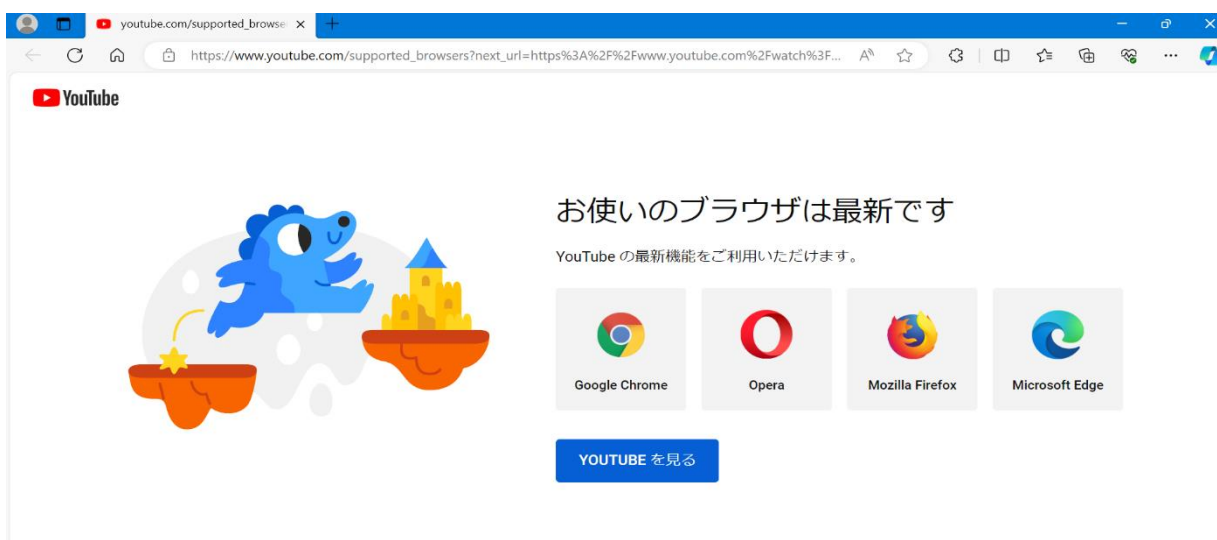 youtube.com/supported_browse
https://www.youtube.com/supported_browsers?next_url=https%3A%2F%2Fwww.youtube.com%2Fwatch%3F...
YouTube
お使いのブラウザは最新です
YouTube の最新機能をご利用いただけます。
Google Chrome Opera Mozilla Firefox Microsoft Edge
YOUTUBE を見る